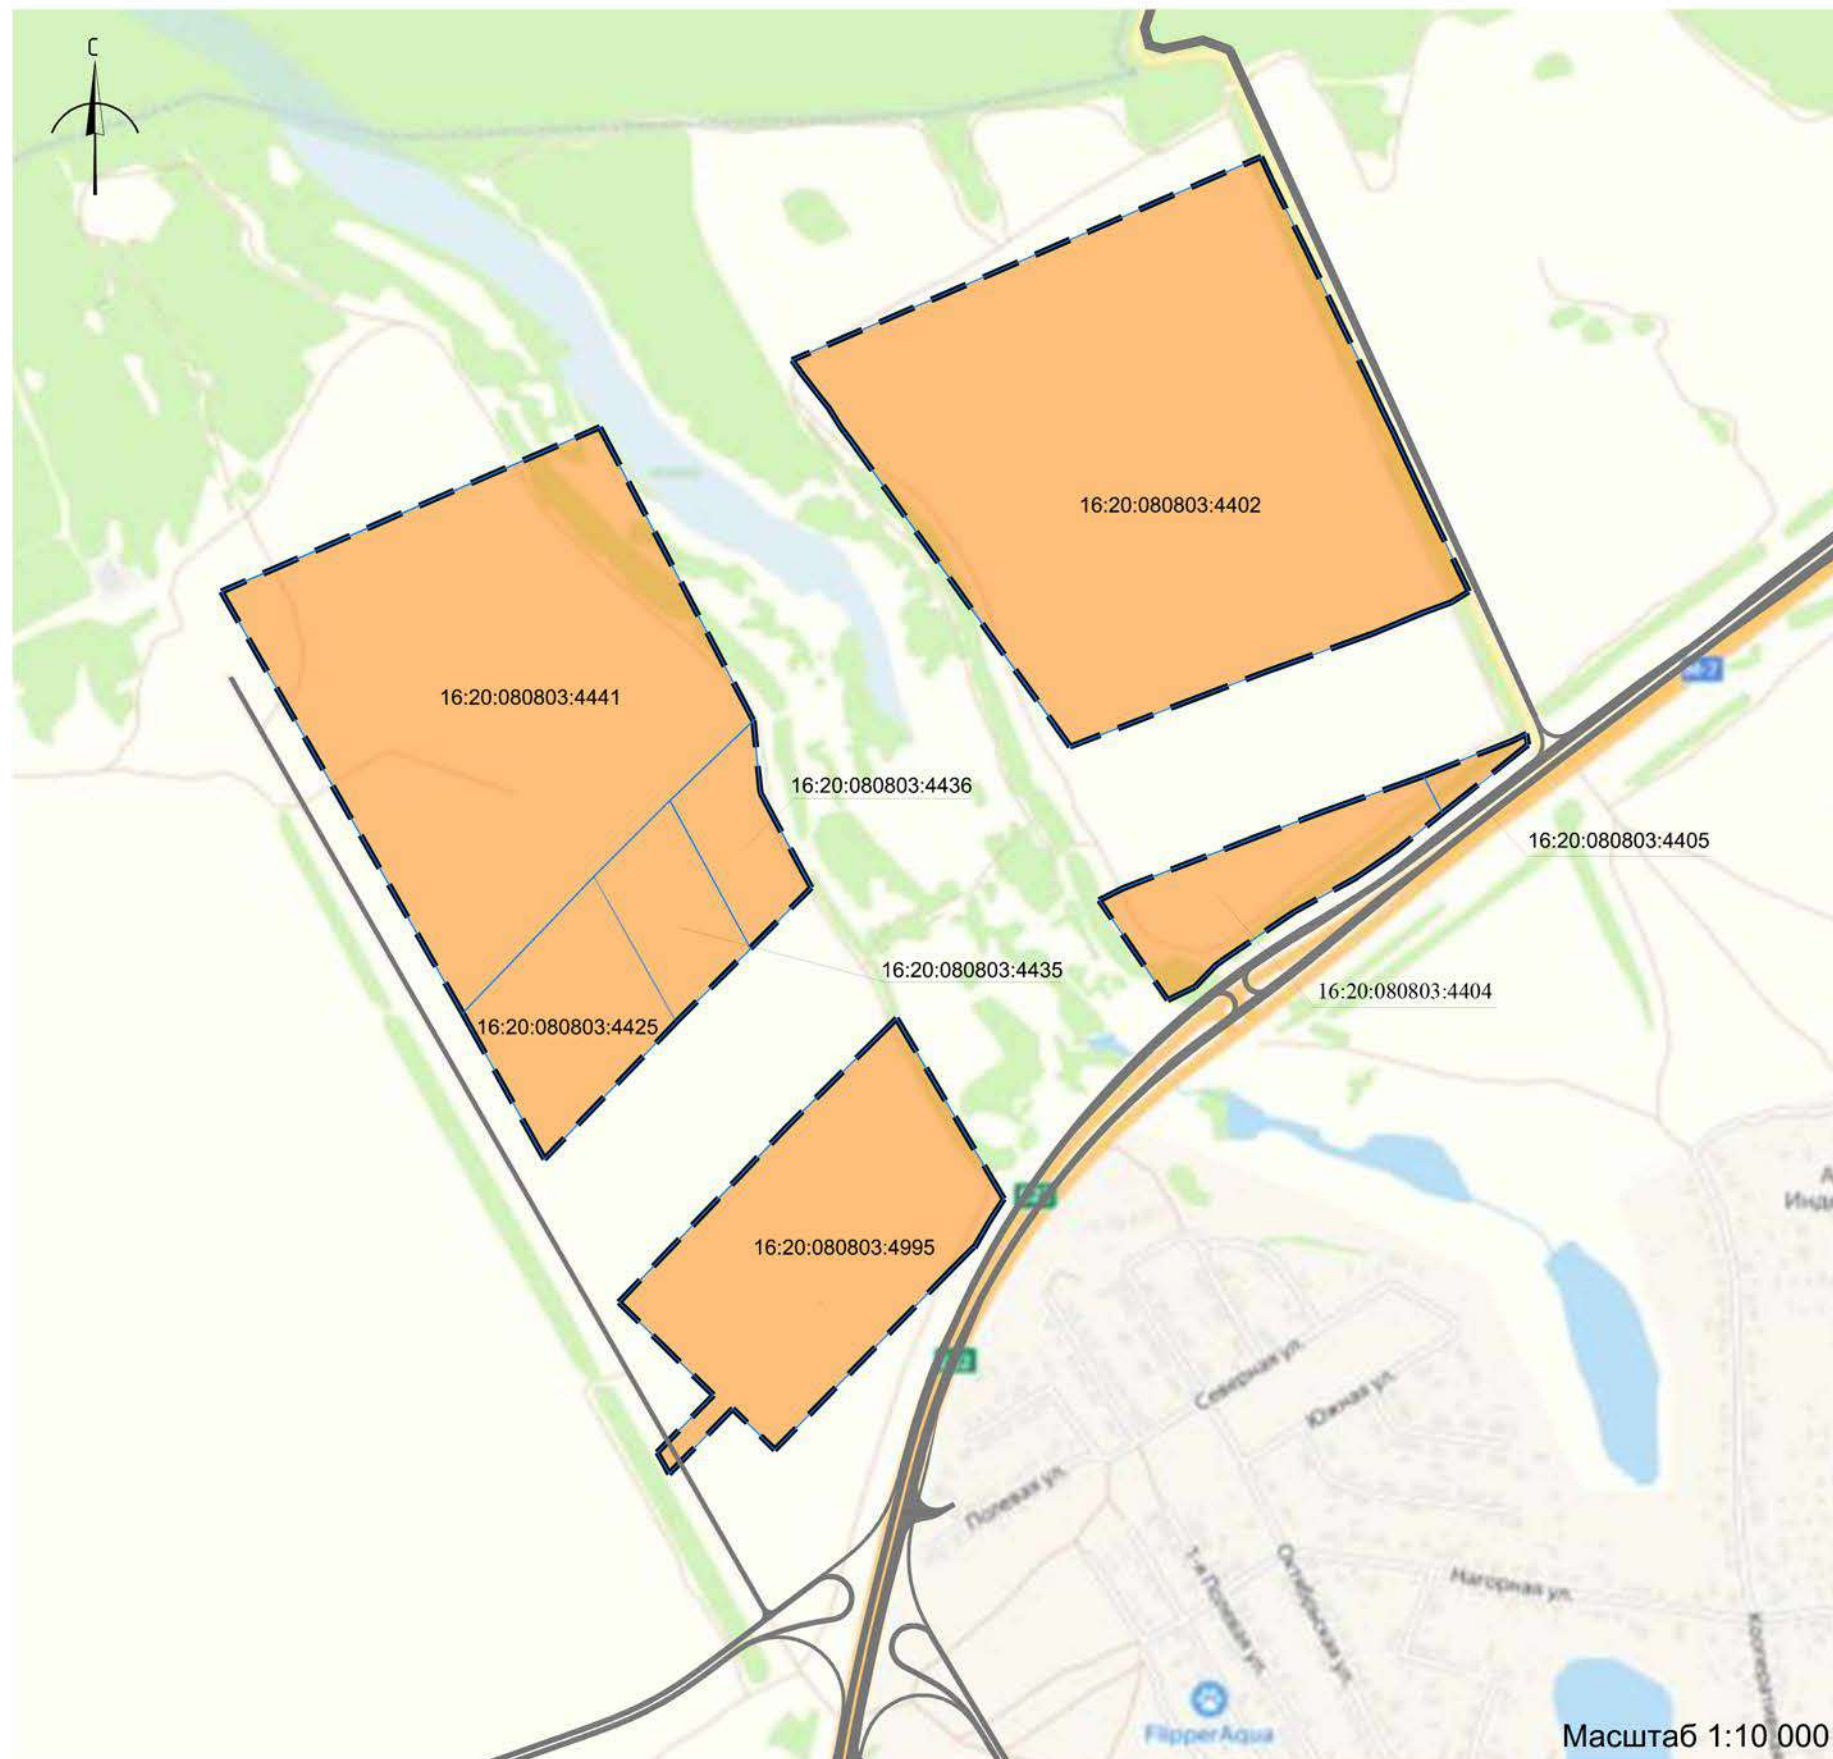 С
16:20:080803:4402
16:20:080803:4441
16:20:080803:4436
16:20:080803:4405
16:20:080803:4435
16:20:080803:4404
16:20:080803:4425
16:20:080803:4995
Северная ул.
Южная ул.
Полевая ул.
1-я Полевая ул.
Октябрьская ул.
Нагорная ул.
FlipperAqua
Масштаб 1:10 000